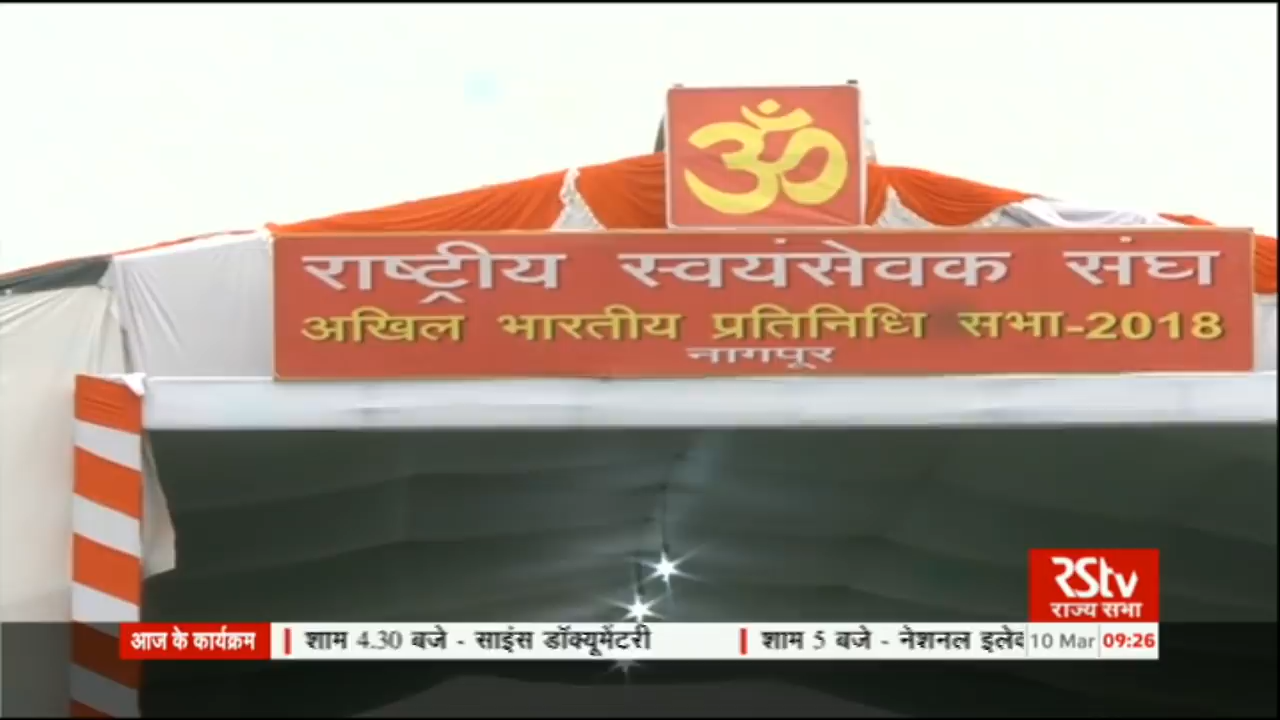 ॐ
राष्ट्रीय स्वयंसेवक संघ
अखिल भारतीय प्रतिनिधि सभा-2018
नागपूर
RStv
राज्य सभा
आज के कार्यक्रम | शाम 4.30 बजे - साइंस डॉक्यूमेंटरी | शाम 5 बजे - नेशनल 10 Mar 09:26